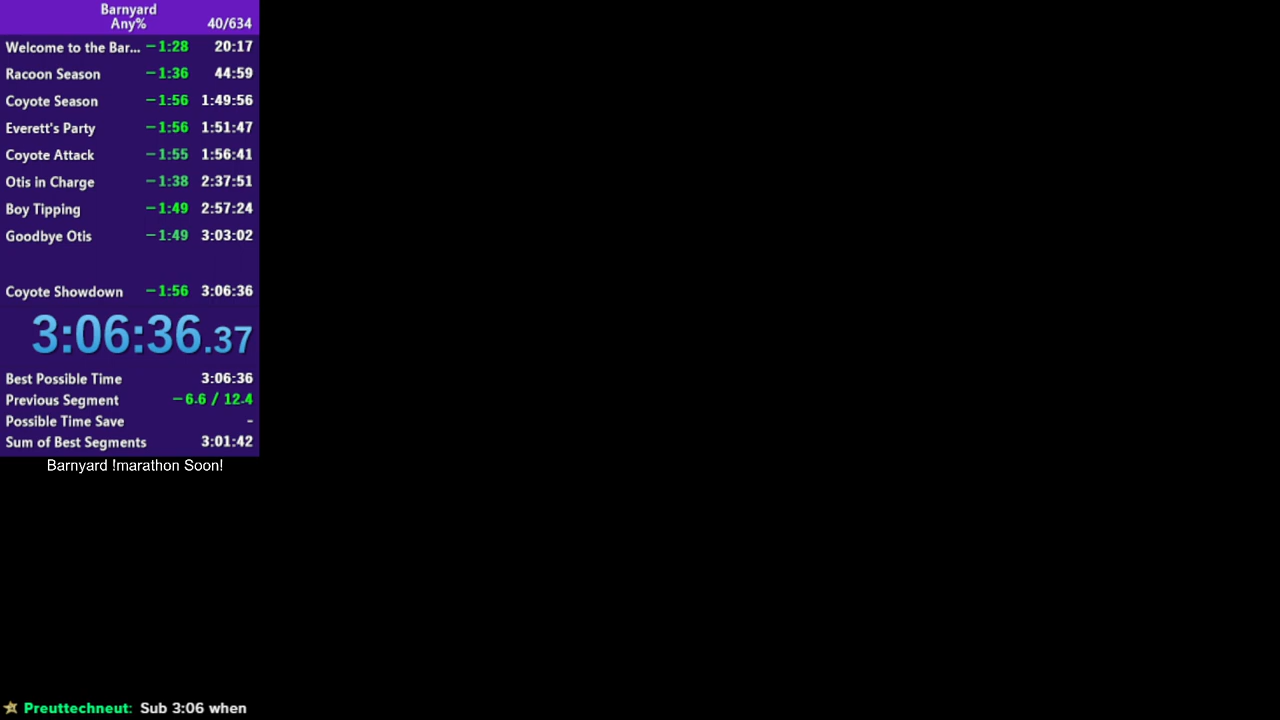 Barnyard
Any% 40/634
Welcome to the Bar... −1:28 20:17
Racoon Season −1:36 44:59
Coyote Season −1:56 1:49:56
Everett's Party −1:56 1:51:47
Coyote Attack −1:55 1:56:41
Otis in Charge −1:38 2:37:51
Boy Tipping −1:49 2:57:24
Goodbye Otis −1:49 3:03:02
Coyote Showdown −1:56 3:06:36
3:06:36.37
Best Possible Time 3:06:36
Previous Segment −6.6 / 12.4
Possible Time Save -
Sum of Best Segments 3:01:42
Barnyard !marathon Soon!
Preuttechneut: Sub 3:06 when